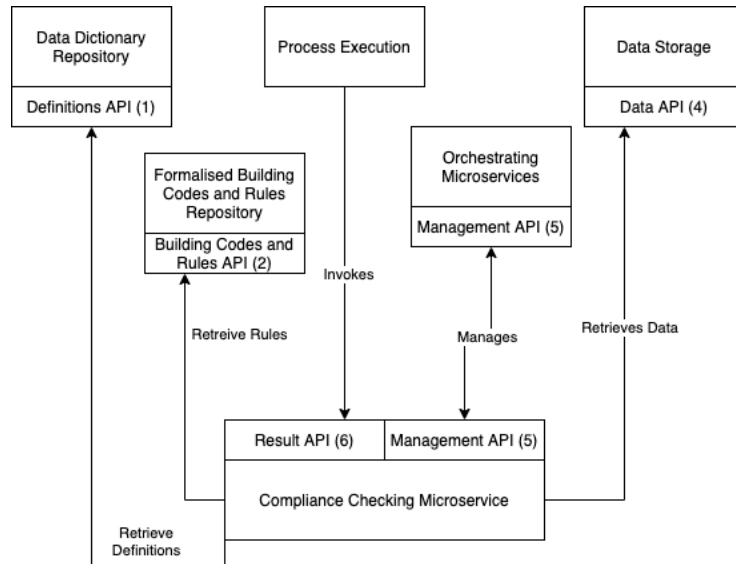 Data Dictionary
Repository
Definitions API (1)
Process Execution
Data Storage
Data API (4)
Formalised Building
Codes and Rules
Repository
Building Codes and
Rules API (2)
Orchestrating
Microservices
Management API (5)
Invokes
Retreive Rules
Manages
Retrieves Data
Result API (6)
Management API (5)
Compliance Checking Microservice
Retrieve
Definitions